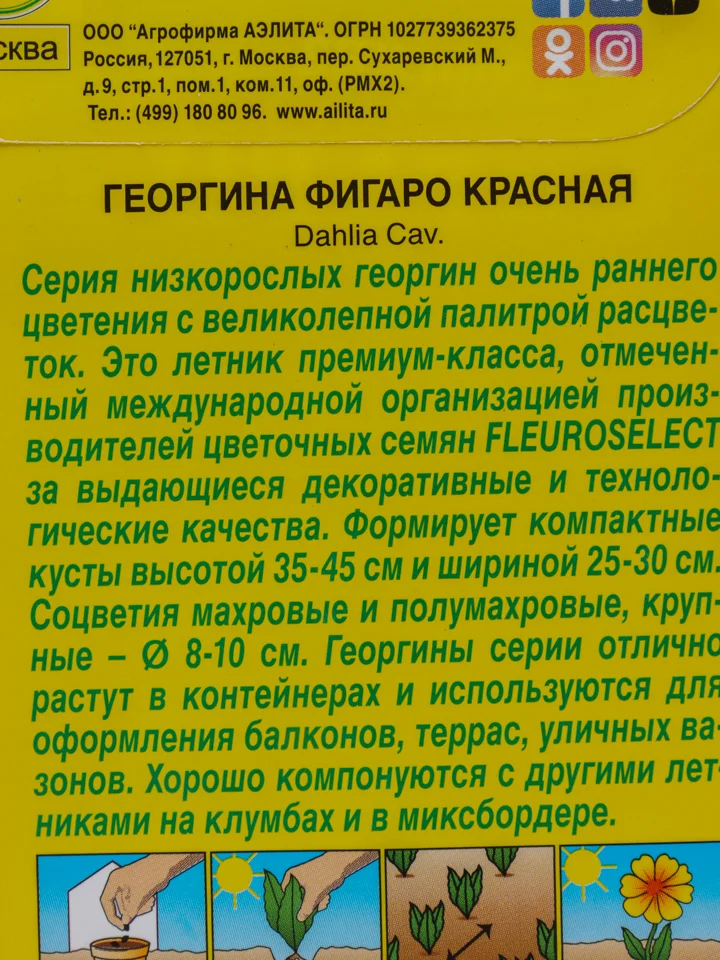 сква
ООО "Агрофирма АЭЛИТА". ОГРН 1027739362375
Россия,127051, г. Москва, пер. Сухаревский М.,
д.9, стр.1, пом.1, ком.11, оф. (РМХ2).
Тел.: (499) 180 80 96. www.ailita.ru
ГЕОРГИНА ФИГАРО КРАСНАЯ
Dahlia Cav.
Серия низкорослых георгин очень раннего
цветения с великолепной палитрой расцве-
ток. Это летник премиум-класса, отмечен-
ный международной организацией произ-
водителей цветочных семян FLEUROSELECT
за выдающиеся декоративные и техноло-
гические качества. Формирует компактные
кусты высотой 35-45 см и шириной 25-30 см.
Соцветия махровые и полумахровые, круп-
ные – Ø 8-10 см. Георгины серии отлично
растут в контейнерах и используются для
оформления балконов, террас, уличных ва-
зонов. Хорошо компонуются с другими лет-
никами на клумбах и в миксбордере.